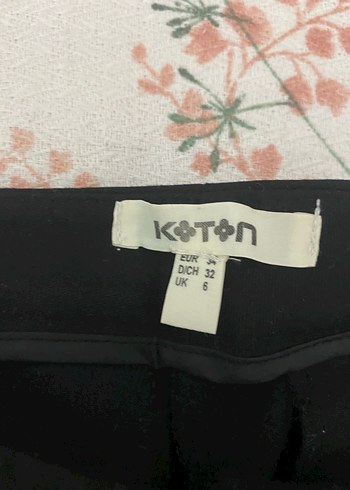 KOTON
EUR 34
D/CH 32
UK 6